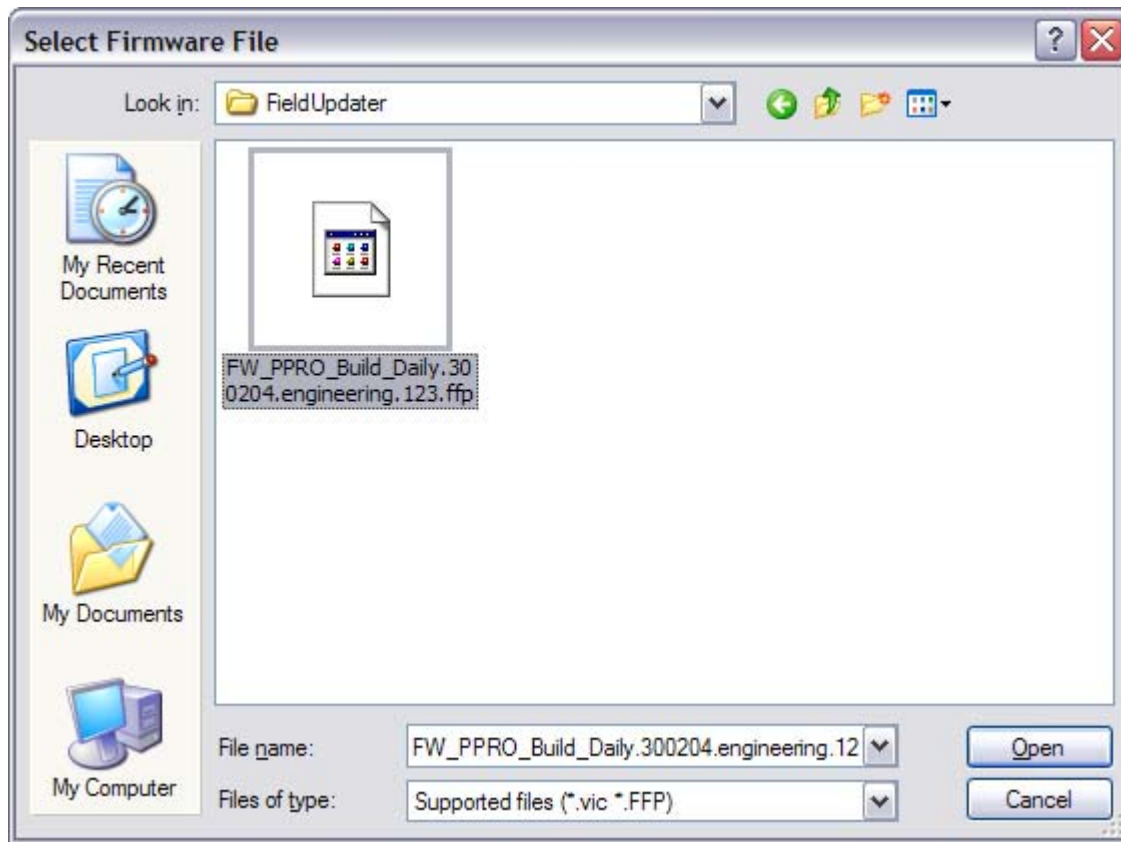 Select Firmware File
Look in: FieldUpdater
My Recent
Documents
FW_PPRO_Build_Daily.30
0204.engineering.123.ffp
Desktop
My Documents
My Computer
File name: FW_PPRO_Build_Daily.300204.engineering.12 Open
Files of type: Supported files (*.vic *.FFP) Cancel